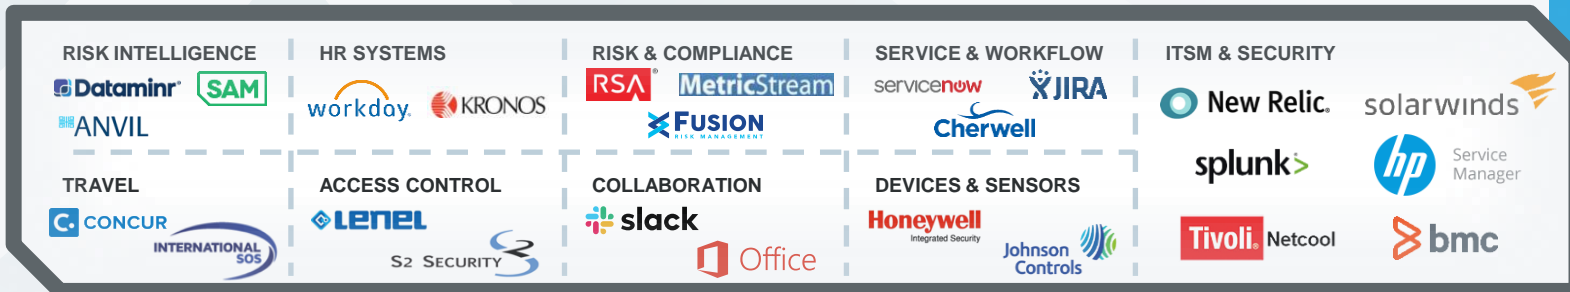 RISK INTELLIGENCE
Dataminr®
SAM
ANVIL
HR SYSTEMS
workday.
KRONOS
RISK & COMPLIANCE
RSA®
MetricStream
FUSION
RISK MANAGEMENT
SERVICE & WORKFLOW
servicenow
JIRA
Cherwell
ITSM & SECURITY
New Relic.
solarwinds
splunk>
hp
Service
Manager
Tivoli. Netcool
bmc
TRAVEL
C.
CONCUR
INTERNATIONAL
SOS
ACCESS CONTROL
LENEL
S2 SECURITY
COLLABORATION
slack
Office
DEVICES & SENSORS
Honeywell
Integrated Security
Johnson
Controls